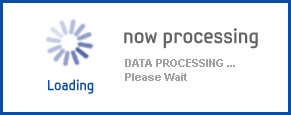 now processing
DATA PROCESSING ...
Please Wait
Loading